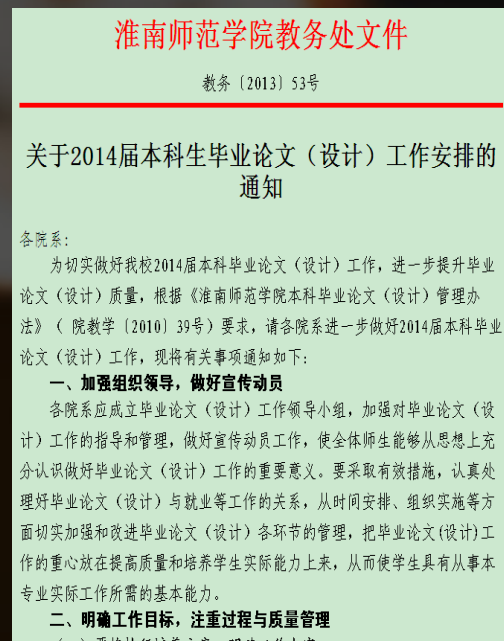 淮南师范学院教务处文件
教务〔2013〕53号
关于2014届本科生毕业论文（设计）工作安排的
通知
各院系：
为切实做好我校2014届本科毕业论文（设计）工作，进一步提升毕业
论文（设计）质量，根据《淮南师范学院本科毕业论文（设计）管理办
法》（ 院教学〔2010〕39号）要求，请各院系进一步做好2014届本科毕业
论文（设计）工作，现将有关事项通知如下：
一、加强组织领导，做好宣传动员
各院系应成立毕业论文（设计）工作领导小组，加强对毕业论文（设
计）工作的指导和管理，做好宣传动员工作，使全体师生能够从思想上充
分认识做好毕业论文（设计）工作的重要意义。要采取有效措施，认真处
理好毕业论文（设计）与就业等工作的关系，从时间安排、组织实施等方
面切实加强和改进毕业论文（设计）各环节的管理，把毕业论文(设计)工
作的重心放在提高质量和培养学生实际能力上来，从而使学生具有从事本
专业实际工作所需的基本能力。
二、明确工作目标，注重过程与质量管理